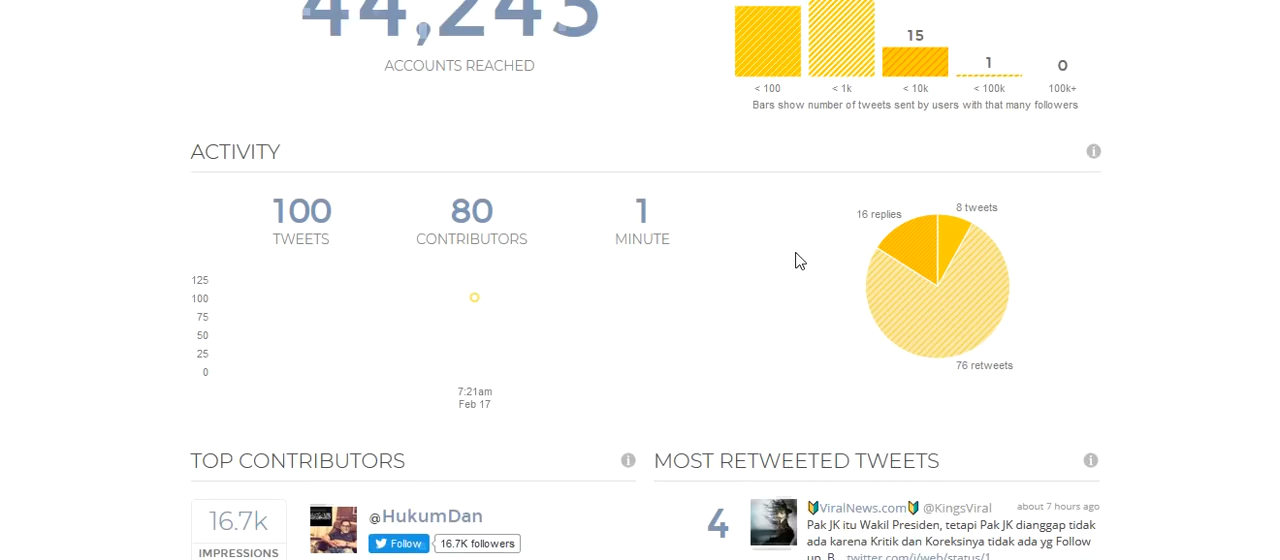 44,243
ACCOUNTS REACHED
15
1
0
< 100
< 1k
< 10k
< 100k
100k+
Bars show number of tweets sent by users with that many followers
ACTIVITY
100
TWEETS
80
CONTRIBUTORS
1
MINUTE
16 replies
8 tweets
76 retweets
125
100
75
50
25
0
7:21am
Feb 17
TOP CONTRIBUTORS
16.7k
IMPRESSIONS
@HukumDan
Follow
16.7K followers
MOST RETWEETED TWEETS
4
ViralNews.com @KingsViral
about 7 hours ago
Pak JK itu Wakil Presiden, tetapi Pak JK dianggap tidak
ada karena Kritik dan Koreksinya tidak ada yg Follow
up. B... twitter.com/i/web/status/1...